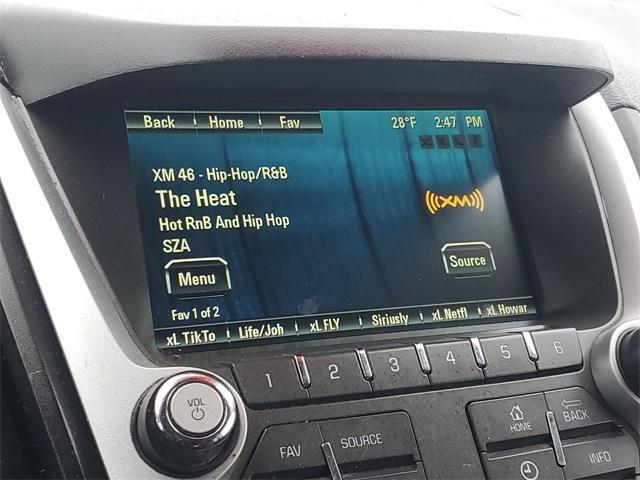 Back Home Fav 28°F 2:47 PM
XM 46 - Hip-Hop/R&B
The Heat
Hot RnB And Hip Hop
SZA
((XM))
Menu
Source
Fav 1 of 2
xL TikTo Life/Joh xL FLY Siriusly xL Netfl xL Howar
1 2 3 4 5 6
VOL
FAV SOURCE
HOME BACK
INFO